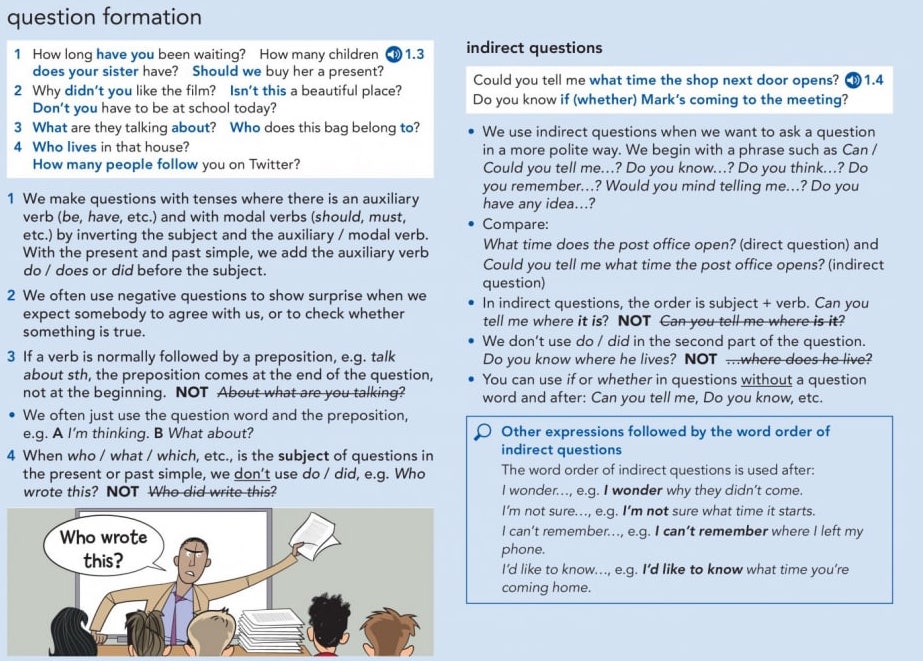 question formation
1 How long have you been waiting? How many children 1.3
does your sister have? Should we buy her a present?
2 Why didn't you like the film? Isn't this a beautiful place?
Don't you have to be at school today?
3 What are they talking about? Who does this bag belong to?
4 Who lives in that house?
How many people follow you on Twitter?
1 We make questions with tenses where there is an auxiliary
verb (be, have, etc.) and with modal verbs (should, must,
etc.) by inverting the subject and the auxiliary / modal verb.
With the present and past simple, we add the auxiliary verb
do / does or did before the subject.
2 We often use negative questions to show surprise when we
expect somebody to agree with us, or to check whether
something is true.
3 If a verb is normally followed by a preposition, e.g. talk
about sth, the preposition comes at the end of the question,
not at the beginning. NOT About what are you talking?
• We often just use the question word and the preposition,
e.g. A I'm thinking. B What about?
4 When who / what / which, etc., is the subject of questions in
the present or past simple, we don't use do / did, e.g. Who
wrote this? NOT Who did write this?
Who wrote
this?
indirect questions
Could you tell me what time the shop next door opens? 1.4
Do you know if (whether) Mark's coming to the meeting?
• We use indirect questions when we want to ask a question
in a more polite way. We begin with a phrase such as Can /
Could you tell me…? Do you know…? Do you think…? Do
you remember…? Would you mind telling me…? Do you
have any idea…?
• Compare:
What time does the post office open? (direct question) and
Could you tell me what time the post office opens? (indirect
question)
• In indirect questions, the order is subject + verb. Can you
tell me where it is? NOT Can you tell me where is it?
• We don't use do / did in the second part of the question.
Do you know where he lives? NOT …where does he live?
• You can use if or whether in questions without a question
word and after: Can you tell me, Do you know, etc.
Other expressions followed by the word order of
indirect questions
The word order of indirect questions is used after:
I wonder…, e.g. I wonder why they didn't come.
I'm not sure…, e.g. I'm not sure what time it starts.
I can't remember…, e.g. I can't remember where I left my
phone.
I'd like to know…, e.g. I'd like to know what time you're
coming home.